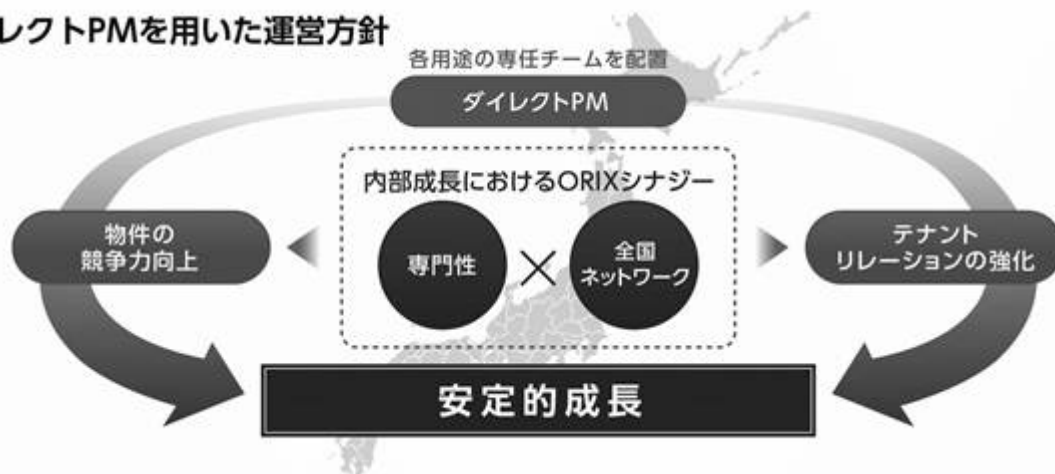 レクトPMを用いた運営方針
各用途の専任チームを配置
ダイレクトPM
内部成長におけるORIXシナジー
物件の
競争力向上
専門性
×
全国
ネットワーク
テナント
リレーションの強化
安定的成長